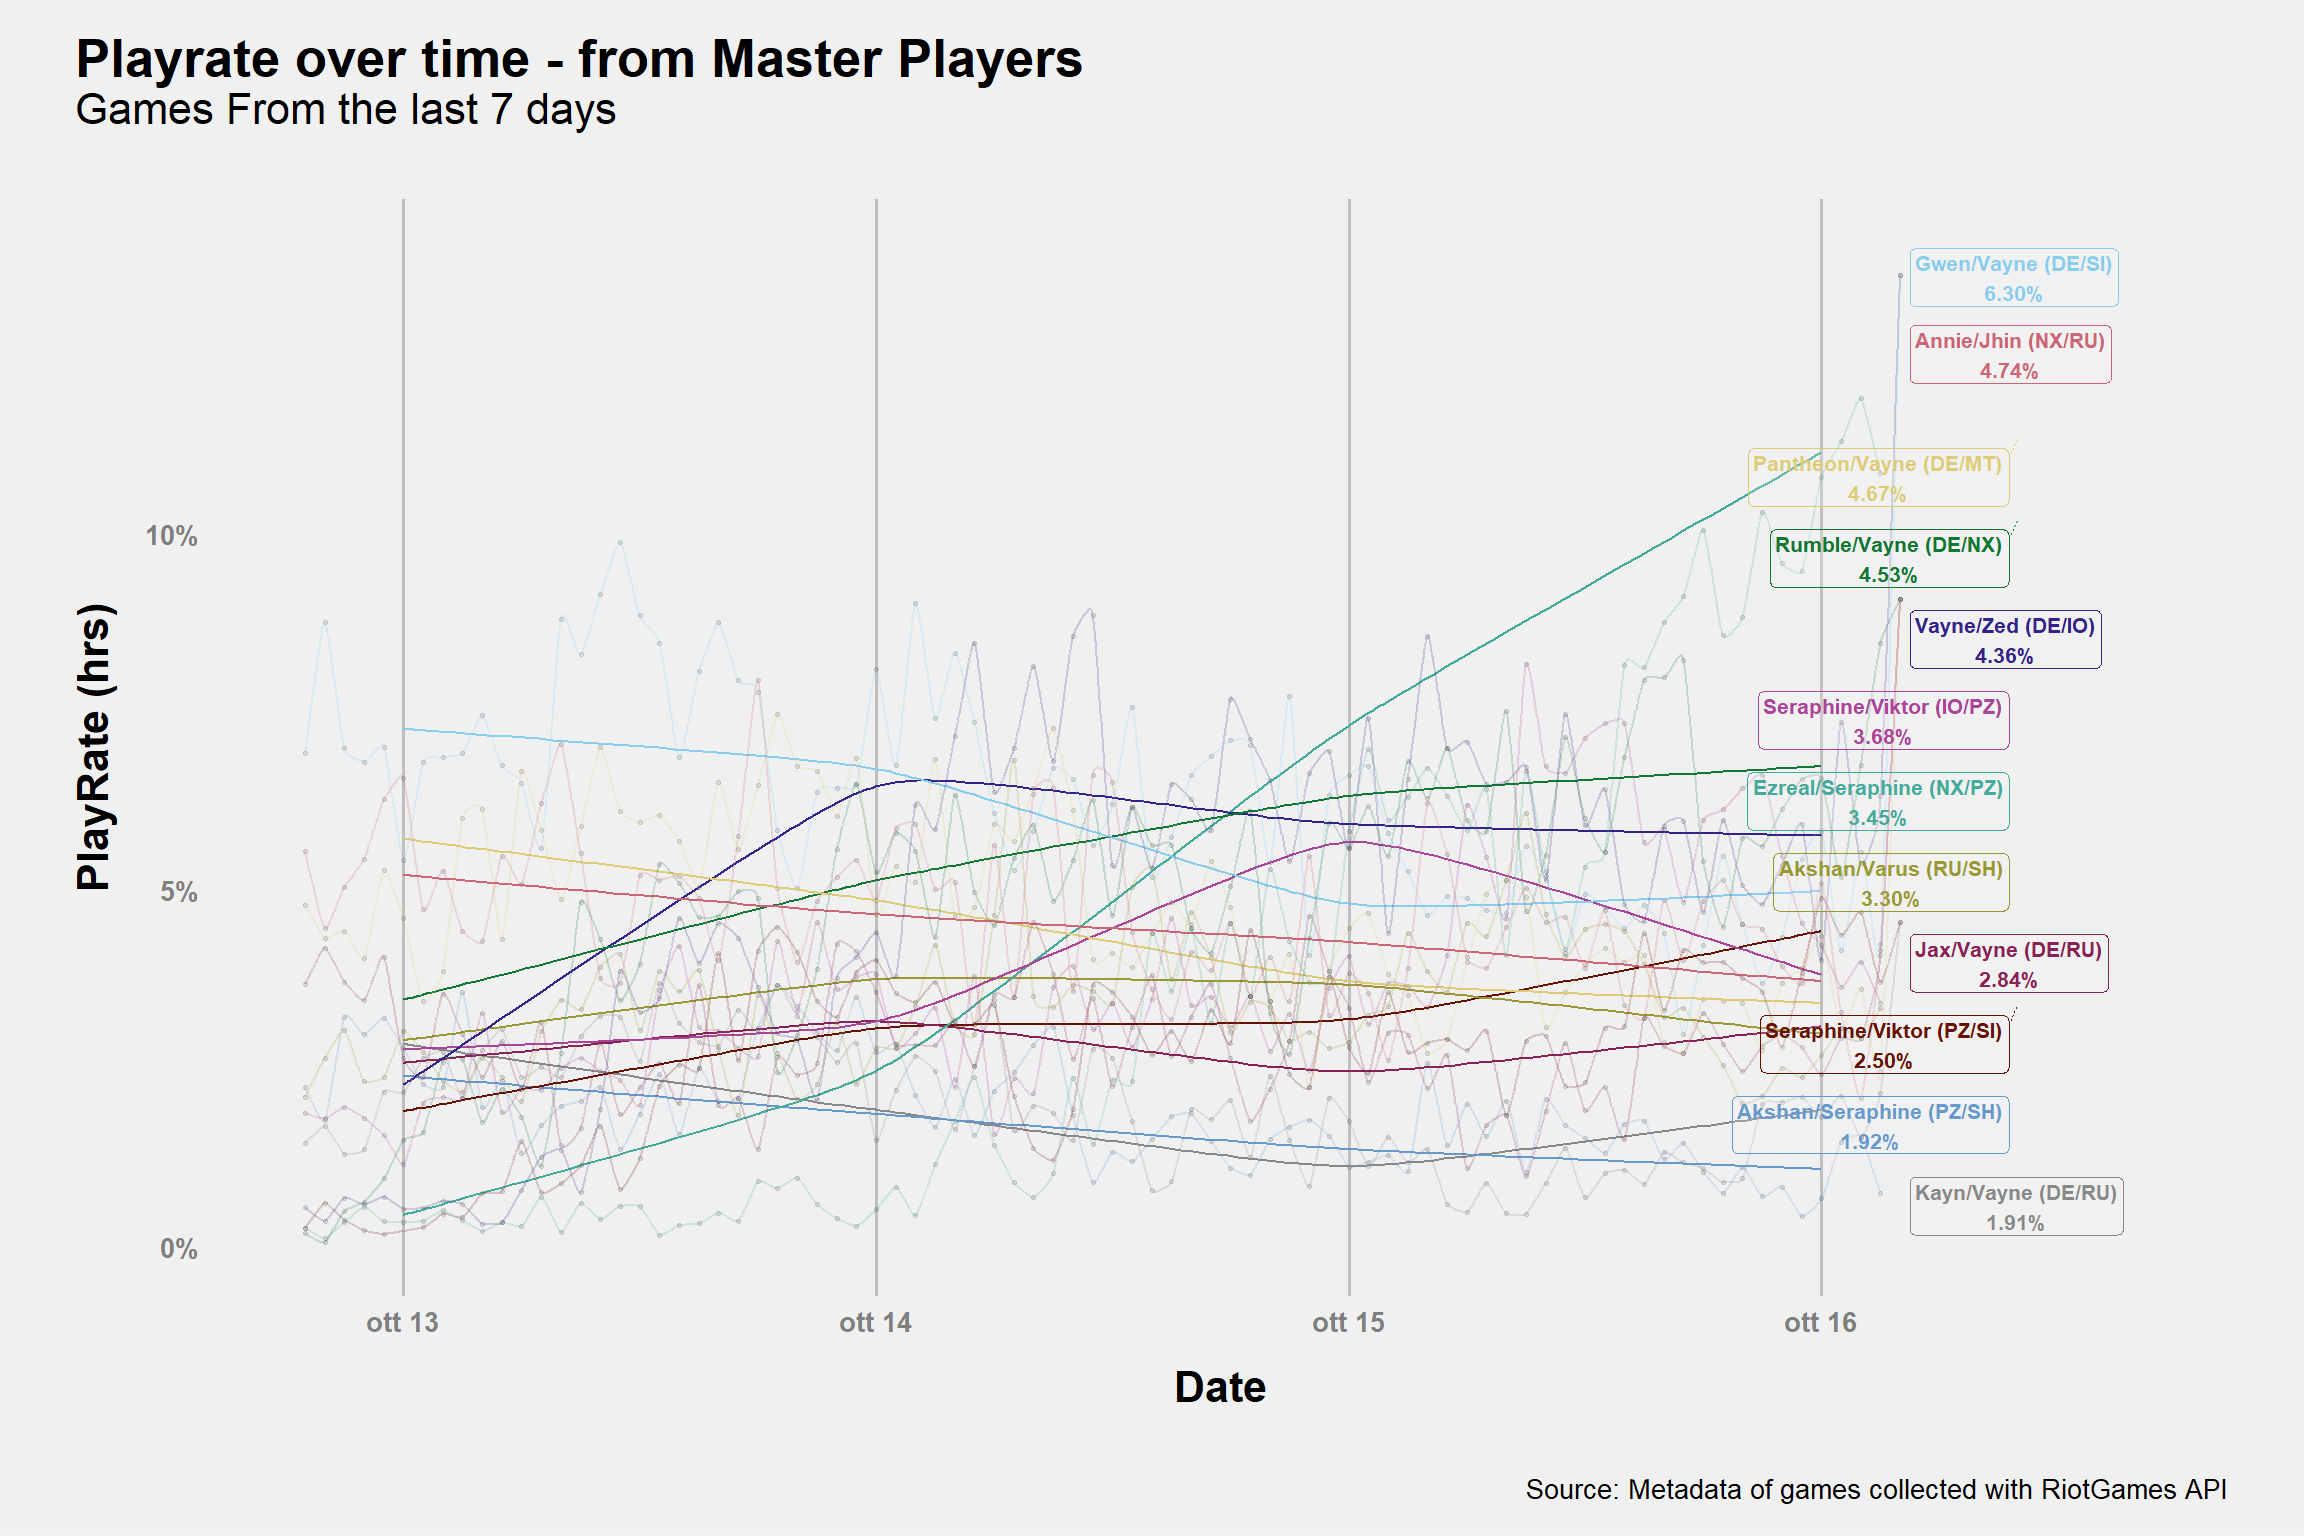 Playrate over time - from Master Players
Games From the last 7 days
PlayRate (hrs)
10%
5%
0%
Gwen/Vayne (DE/SI)
6.30%
Annie/Jhin (NX/RU)
4.74%
Pantheon/Vayne (DE/MT)
4.67%
Rumble/Vayne (DE/NX)
4.53%
Vayne/Zed (DE/IO)
4.36%
Seraphine/Viktor (IO/PZ)
3.68%
Ezreal/Seraphine (NX/PZ)
3.45%
Akshan/Varus (RU/SH)
3.30%
Jax/Vayne (DE/RU)
2.84%
Seraphine/Viktor (PZ/SI)
2.50%
Akshan/Seraphine (PZ/SH)
1.92%
Kayn/Vayne (DE/RU)
1.91%
ott 13
ott 14
ott 15
ott 16
Date
Source: Metadata of games collected with RiotGames API